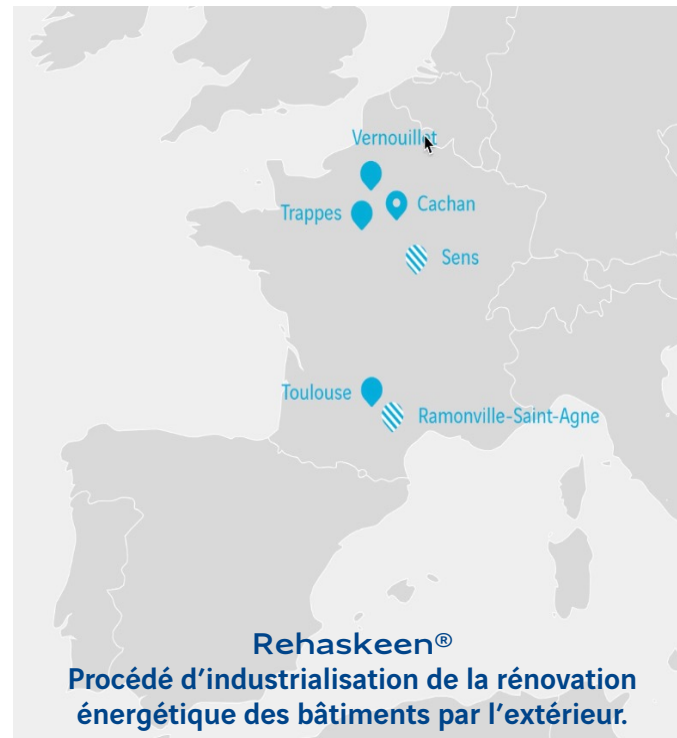 Vernouillet
Trappes
Cachan
Sens
Toulouse
Ramonville-Saint-Agne
Rehaskeen®
Procédé d’industrialisation de la rénovation
énergétique des bâtiments par l’extérieur.